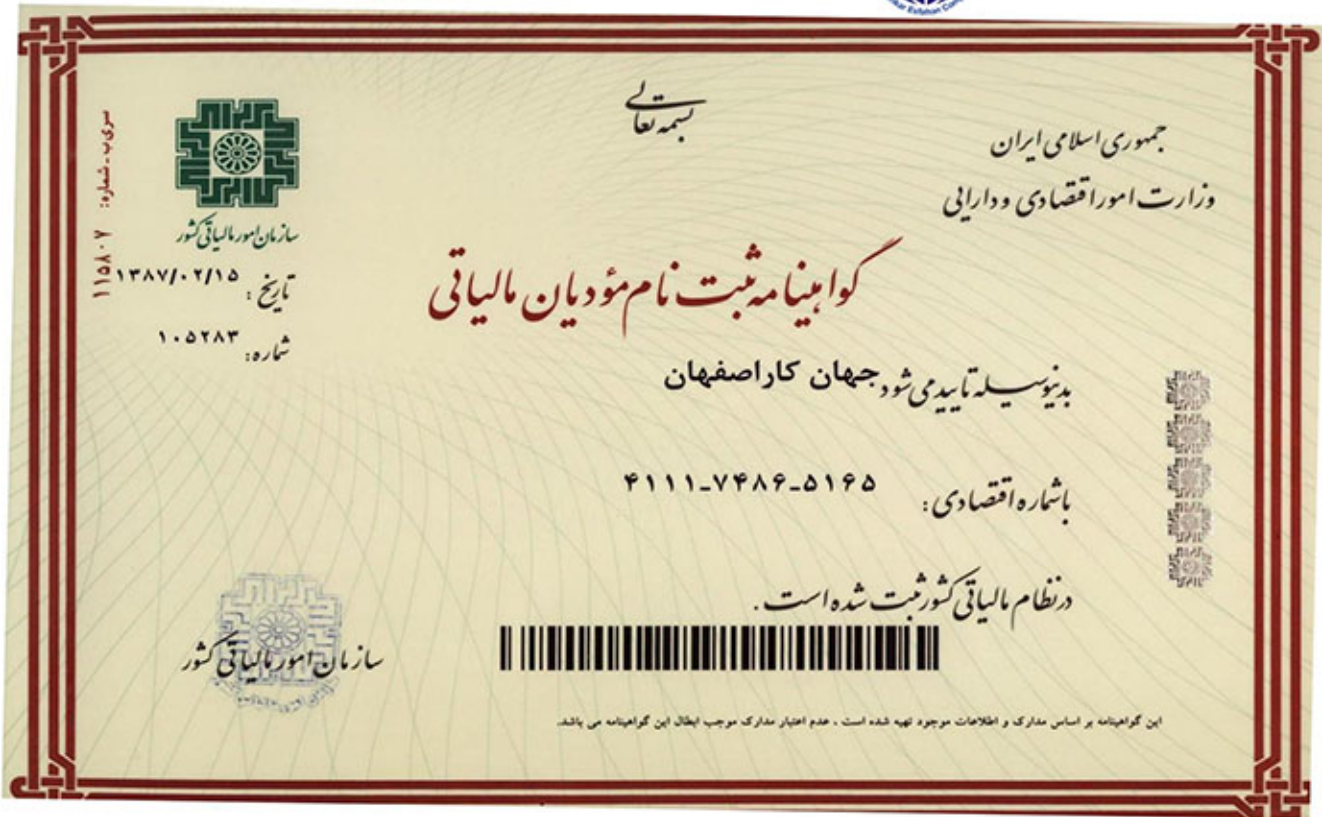 بسمه تعالی
جمهوری اسلامی ایران
وزارت امور اقتصادی و دارایی
سازمان امور مالیاتی کشور
سری ب - شماره: ۱۱۵۸۰۷
تاریخ: ۱۳۸۷/۰۲/۱۵
شماره: ۱۰۵۲۸۳
گواهینامه ثبت نام مؤدیان مالیاتی
بدینوسیله تایید می شود جهان کار اصفهان
با شماره اقتصادی: ۴۱۱۱-۷۴۸۶-۵۱۶۵
در نظام مالیاتی کشور ثبت شده است.
سازمان امور مالیاتی کشور
این گواهینامه بر اساس مدارک و اطلاعات موجود تهیه شده است ، عدم اعتبار مدارک موجب ابطال این گواهینامه می باشد.